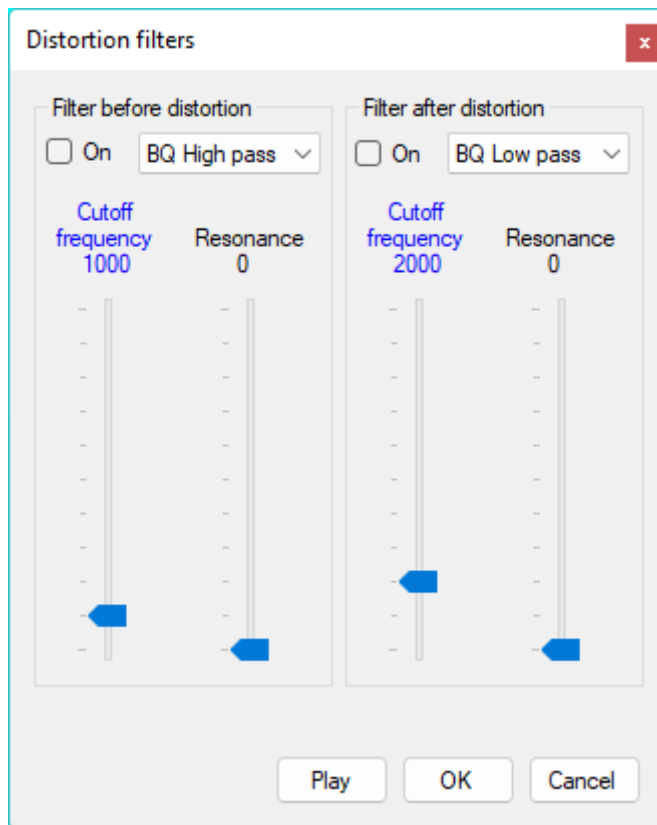 Distortion filters
x
Filter before distortion
On
BQ High pass
Cutoff
frequency
1000
Resonance
0
Filter after distortion
On
BQ Low pass
Cutoff
frequency
2000
Resonance
0
Play
OK
Cancel